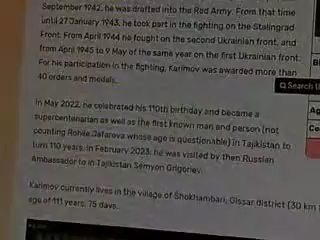 September 1942, he was drafted into the Red Army. From that time
until 27 January 1943, he took part in the fighting on the Stalingrad
Front. From April 1944 he fought on the second Ukrainian front, and
from April 1945 to 9 May of the same year on the first Ukrainian front.
For his participation in the fighting, Karimov was awarded more than
40 orders and medals.
Search th
In May 2022, he celebrated his 110th birthday and became a
supercentenarian as well as the first known man and person (not
counting Rohila Gafarova whose age is questionable) in Tajikistan to
turn 110 years. In February 2023, he was visited by then Russian
Ambassador to in Tajikistan Semyon Grigoriev.
Karimov currently lives in the village of Shokhambari, Gissar district (30 km
age of 111 years, 75 days.